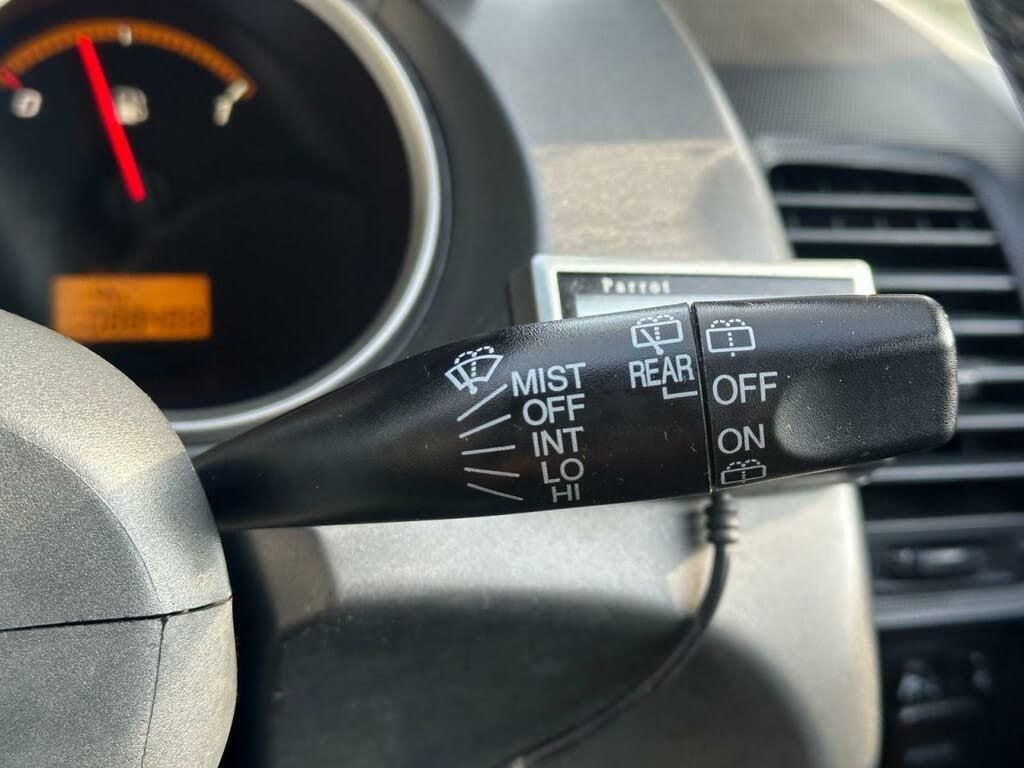 Parrot
MIST
OFF
INT
LO
HI
REAR
OFF
ON